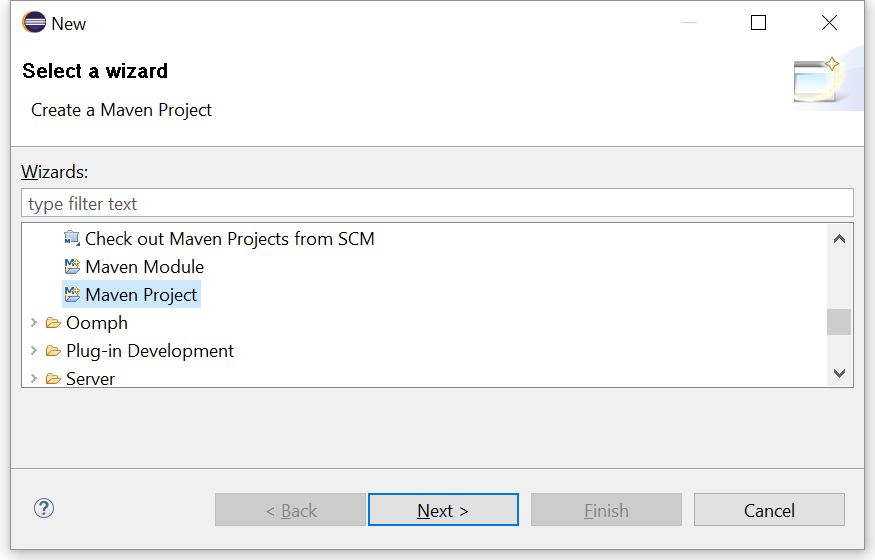 New
Select a wizard
Create a Maven Project
Wizards:
type filter text
Check out Maven Projects from SCM
Maven Module
Maven Project
Oomph
Plug-in Development
Server
< Back Next > Finish Cancel